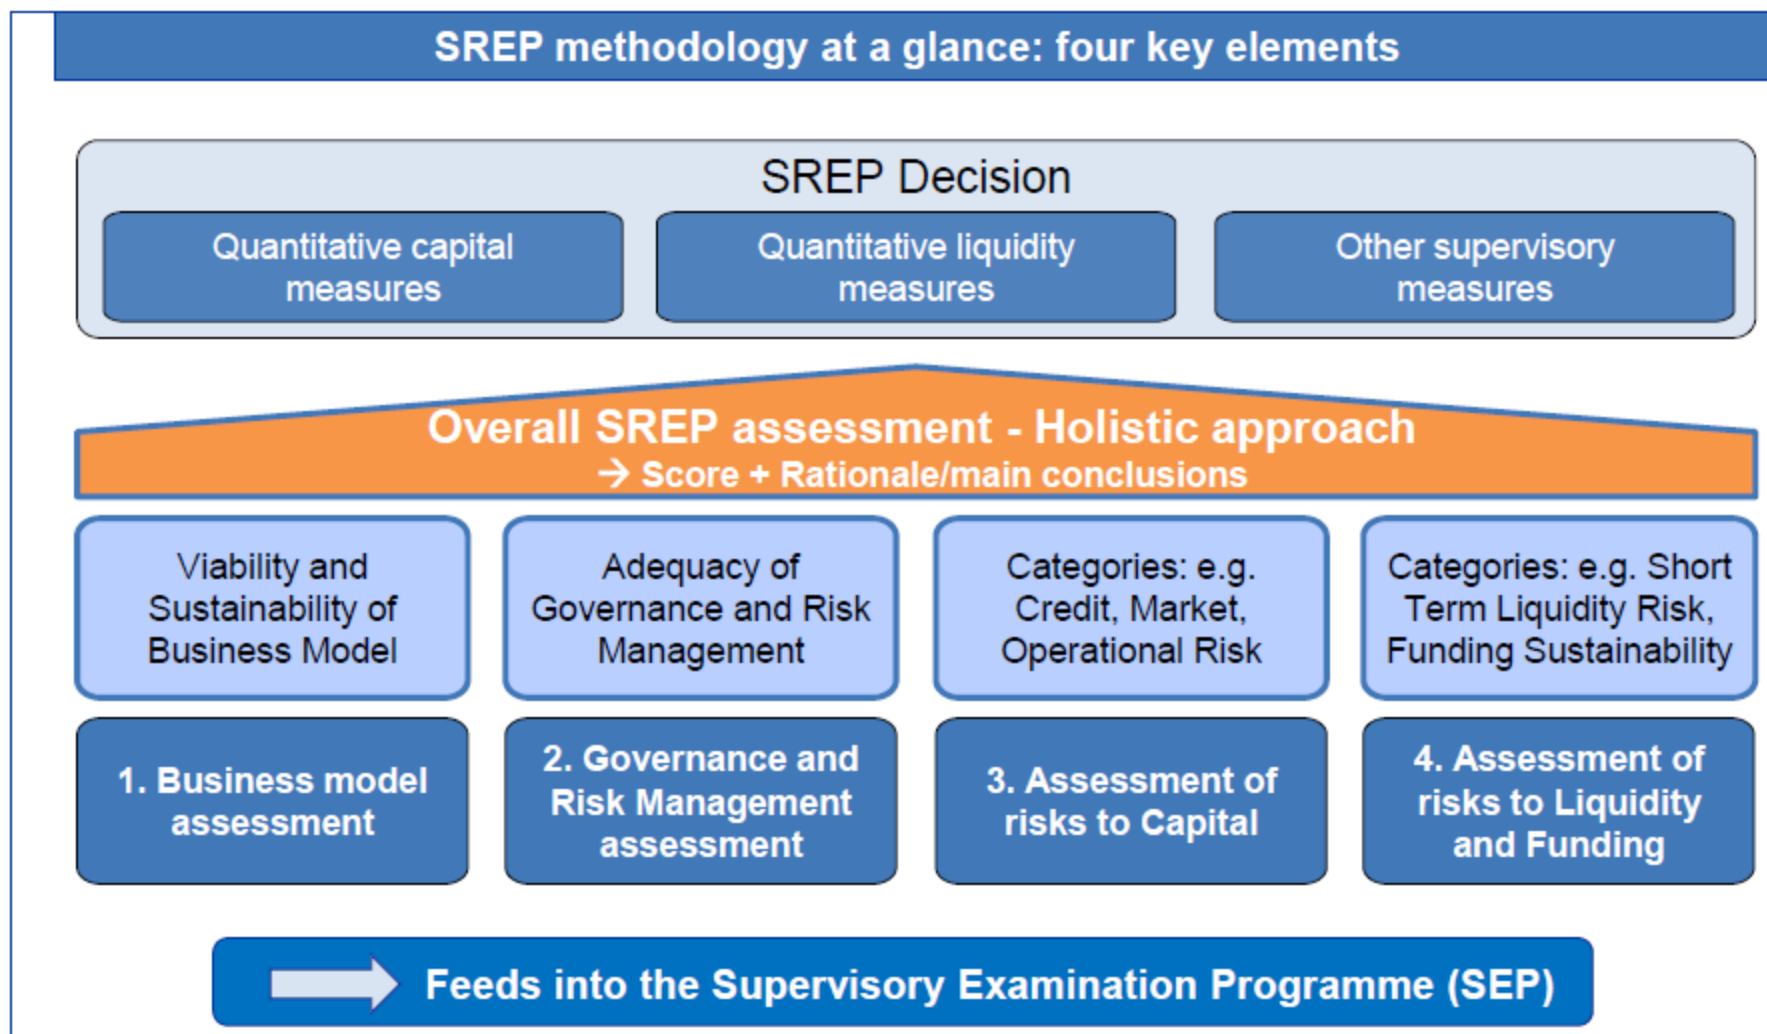 SREP methodology at a glance: four key elements
SREP Decision
Quantitative capital
measures
Quantitative liquidity
measures
Other supervisory
measures
Overall SREP assessment - Holistic approach
→ Score + Rationale/main conclusions
Viability and
Sustainability of
Business Model
Adequacy of
Governance and Risk
Management
Categories: e.g.
Credit, Market,
Operational Risk
Categories: e.g. Short
Term Liquidity Risk,
Funding Sustainability
1. Business model
assessment
2. Governance and
Risk Management
assessment
3. Assessment of
risks to Capital
4. Assessment of
risks to Liquidity
and Funding
Feeds into the Supervisory Examination Programme (SEP)